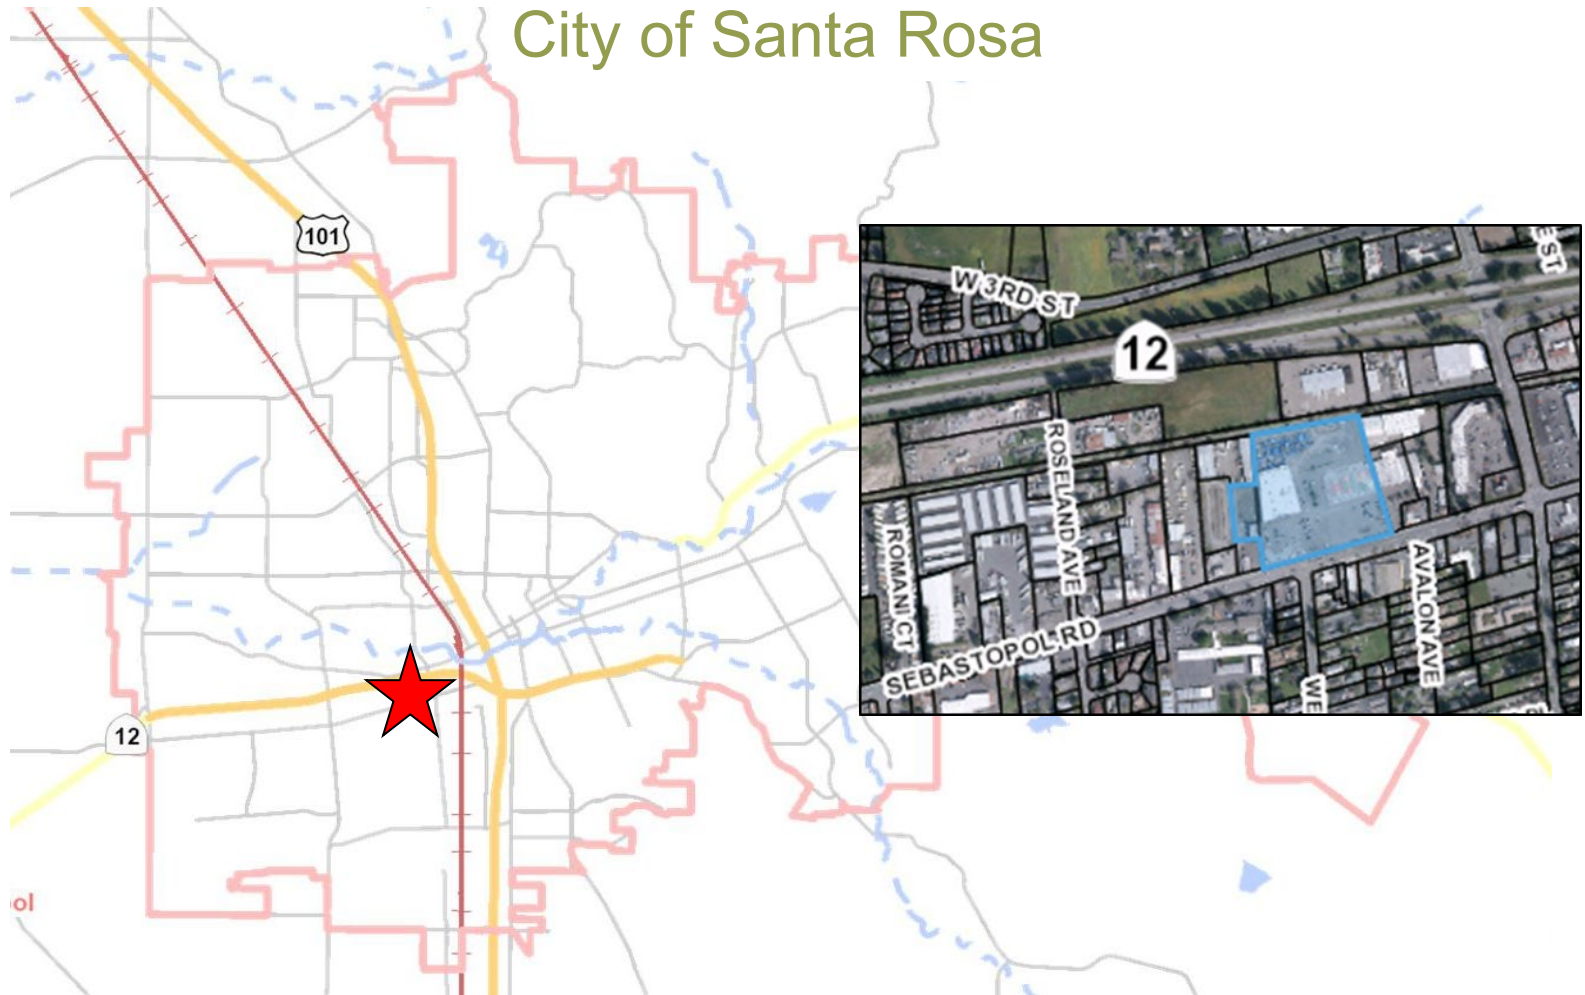 City of Santa Rosa
101
E ST
W 3RD ST
12
ROSELAND AVE
W ROMANI CT
AVALON AVE
SEBASTOPOL RD
WE
12
ol